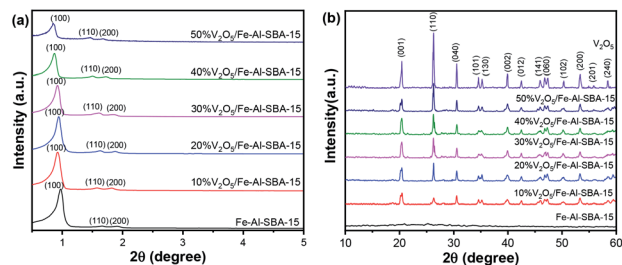 (a)
(100)
(110) (200)
50%V₂O₅/Fe-Al-SBA-15
(100)
(110) (200)
40%V₂O₅/Fe-Al-SBA-15
(100)
(110) (200)
30%V₂O₅/Fe-Al-SBA-15
(100)
(110) (200)
20%V₂O₅/Fe-Al-SBA-15
(100)
(110) (200)
10%V₂O₅/Fe-Al-SBA-15
(100)
(110) (200)
Fe-Al-SBA-15
Intensity (a.u.)
1 2 3 4 5
2θ (degree)
(b)
(001)
(110)
(040)
(101)
(130)
(002)
(012)
(141)
(060)
(102)
(200)
(201)
(240)
V₂O₅
50%V₂O₅/Fe-Al-SBA-15
40%V₂O₅/Fe-Al-SBA-15
30%V₂O₅/Fe-Al-SBA-15
20%V₂O₅/Fe-Al-SBA-15
10%V₂O₅/Fe-Al-SBA-15
Fe-Al-SBA-15
Intensity (a.u.)
10 20 30 40 50 60
2θ (degree)